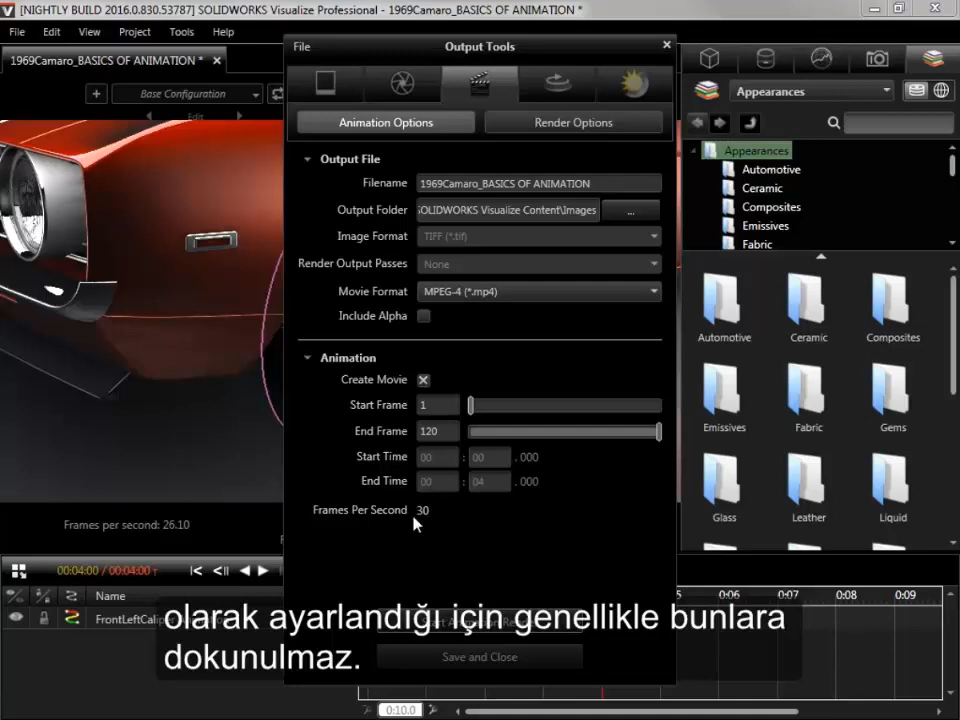 [NIGHTLY BUILD 2016.0.830.53787] SOLIDWORKS Visualize Professional - 1969Camaro_BASICS OF ANIMATION *
File Edit View Project Tools Help
1969Camaro_BASICS OF ANIMATION *
Base Configuration
Edit
File Output Tools
Animation Options Render Options
Output File
Filename 1969Camaro_BASICS OF ANIMATION
Output Folder SOLIDWORKS Visualize Content\Images ...
Image Format TIFF (*.tif)
Render Output Passes None
Movie Format MPEG-4 (*.mp4)
Include Alpha
Animation
Create Movie
Start Frame 1
End Frame 120
Start Time 00 : 00 . 000
End Time 00 : 04 . 000
Frames Per Second 30
Save and Close
Appearances
Appearances
Automotive
Ceramic
Composites
Emissives
Fabric
Automotive Ceramic Composites
Emissives Fabric Gems
Glass Leather Liquid
Frames per second: 26.10
00:04:00 / 00:04:00
Name
0:06 0:07 0:08 0:09
olarak ayarlandığı için genellikle bunlara
dokunulmaz.
0:10.0